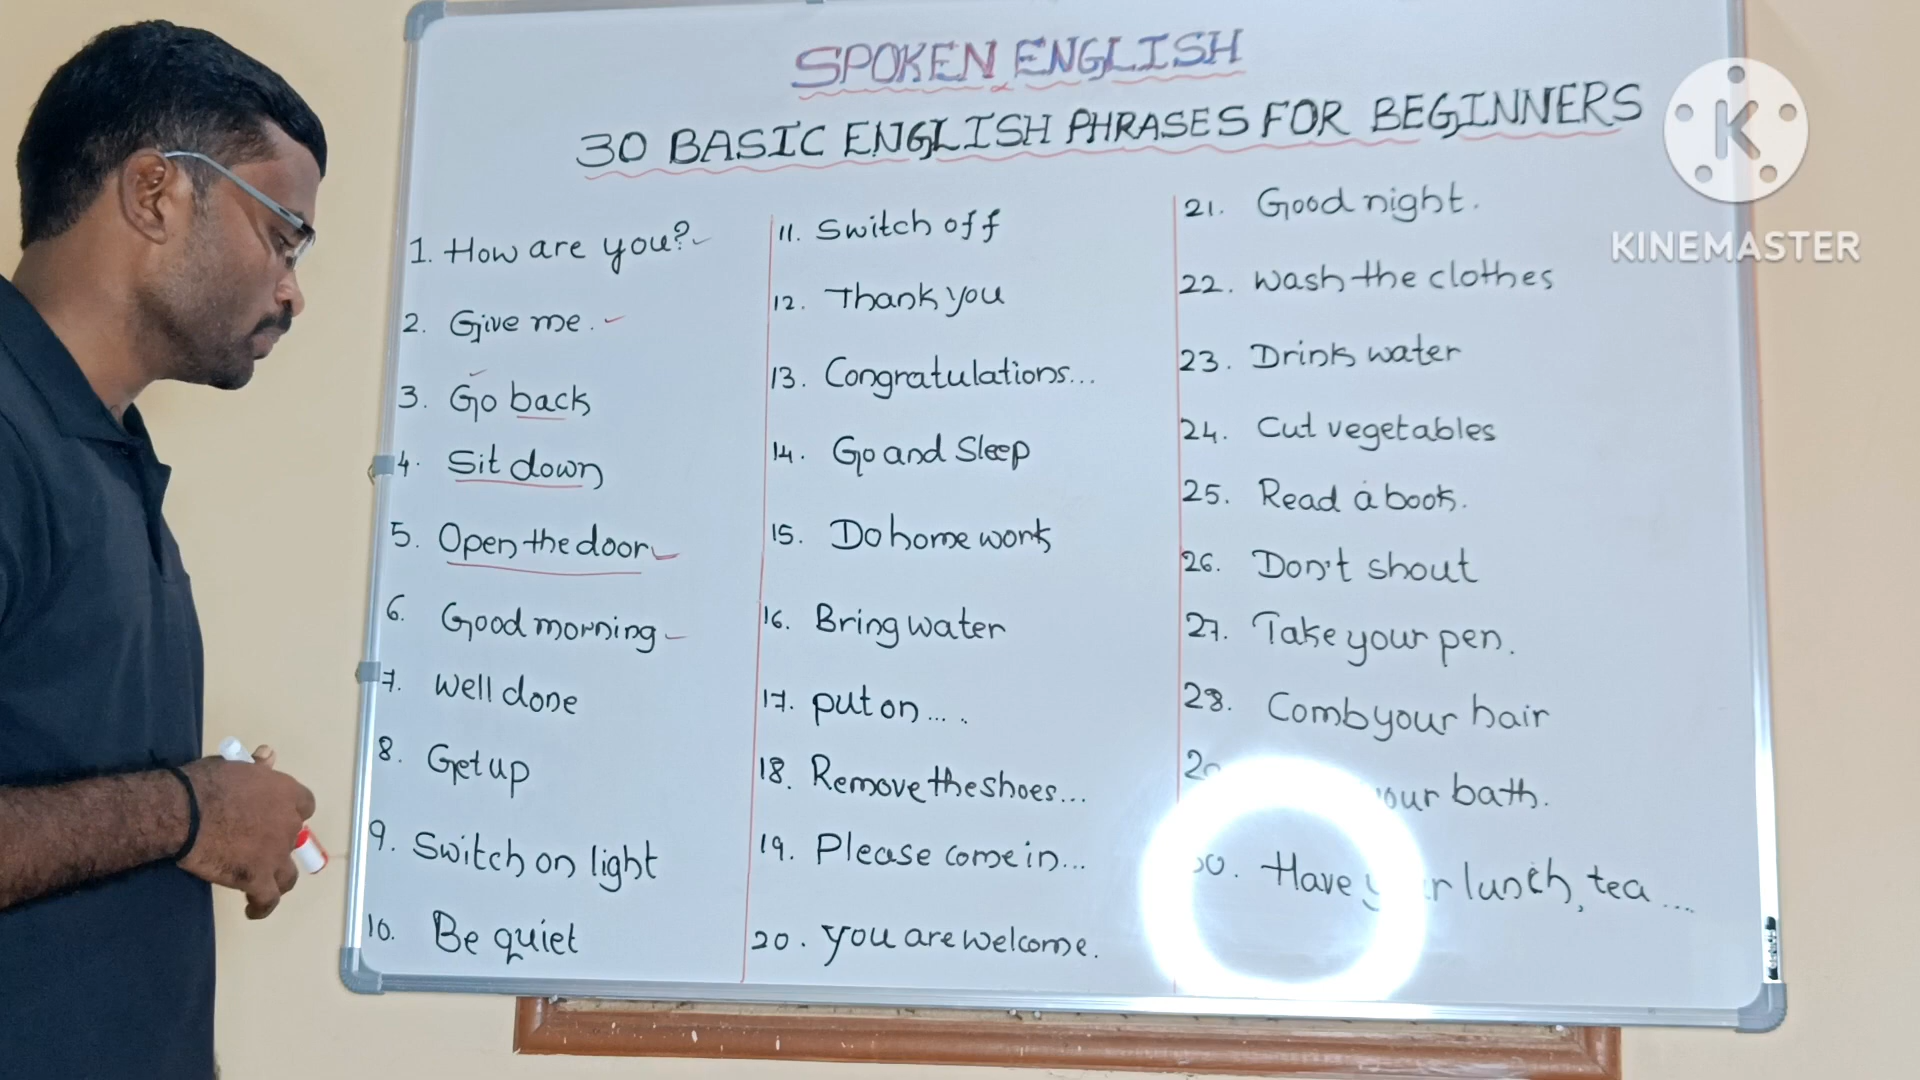 SPOKEN ENGLISH
30 BASIC ENGLISH PHRASES FOR BEGINNERS
1. How are you?
2. Give me.
3. Go back
4. Sit down
5. Open the door
6. Good morning
7. Well done
8. Get up
9. Switch on light
10. Be quiet
11. Switch off
12. Thank you
13. Congratulations...
14. Go and Sleep
15. Do home work
16. Bring water
17. put on....
18. Remove the shoes...
19. Please come in...
20. you are welcome.
21. Good night.
22. Wash the clothes
23. Drink water
24. Cut vegetables
25. Read a book.
26. Don't shout
27. Take your pen.
28. Comb your hair
bath.
Have lunch, tea ...
K
KINEMASTER